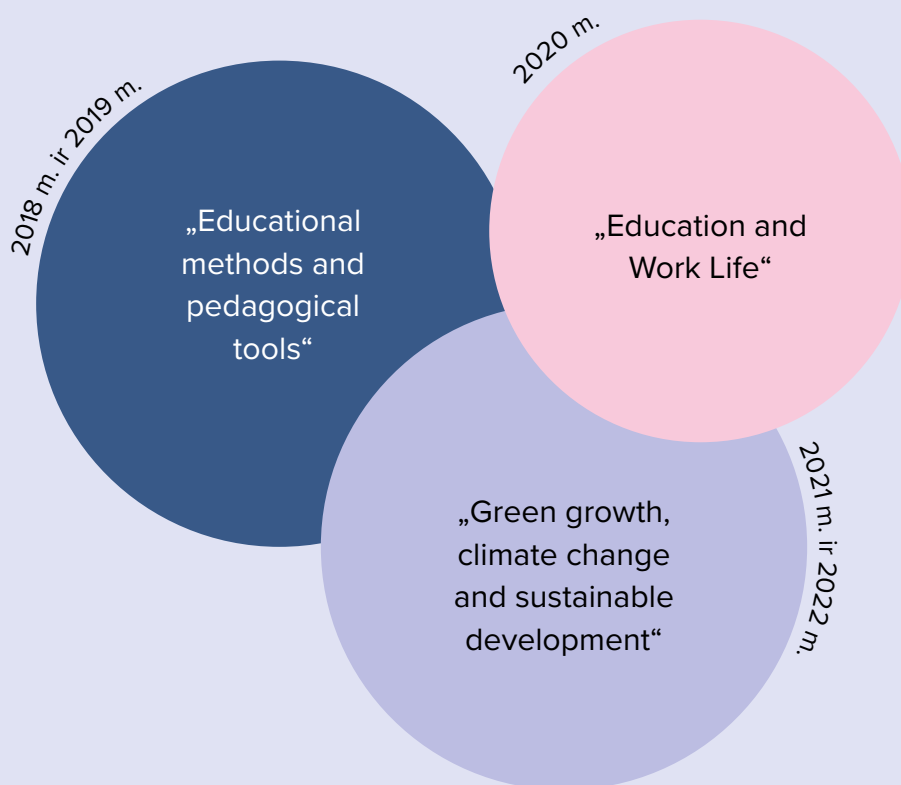 2018 m. ir 2019 m.
„Educational
methods and
pedagogical
tools“
2020 m.
„Education and
Work Life“
2021 m. ir 2022 m.
„Green growth,
climate change
and sustainable
development“